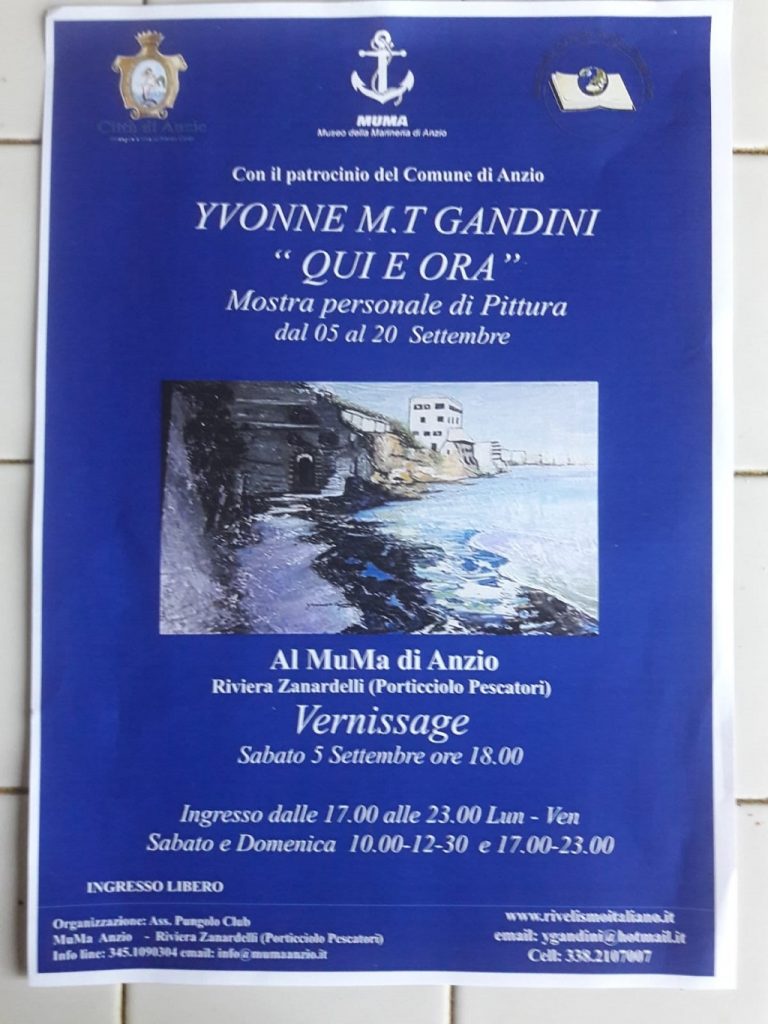 Città di Anzio
MUMA
Museo della Marineria di Anzio
Con il patrocinio del Comune di Anzio
YVONNE M.T GANDINI
“ QUI E ORA”
Mostra personale di Pittura
dal 05 al 20 Settembre
Al MuMa di Anzio
Riviera Zanardelli (Porticciolo Pescatori)
Vernissage
Sabato 5 Settembre ore 18.00
Ingresso dalle 17.00 alle 23.00 Lun - Ven
Sabato e Domenica 10.00-12-30 e 17.00-23.00
INGRESSO LIBERO
Organizzazione: Ass. Pungolo Club
MuMa Anzio - Riviera Zanardelli (Porticciolo Pescatori)
Info line: 345.1090304 email: info@mumaanzio.it
www.rivelismoitaliano.it
email: ygandini@hotmail.it
Cell: 338.2107007